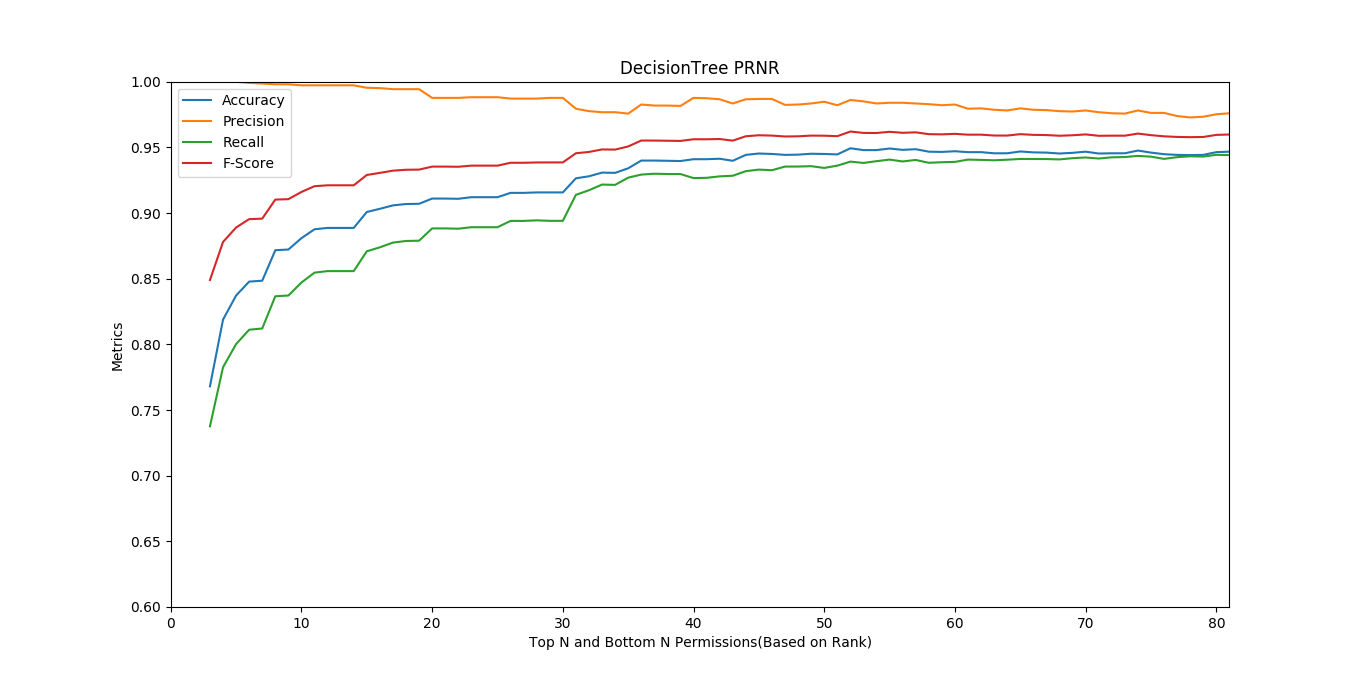 DecisionTree PRNR
1.00
0.95
0.90
0.85
0.80
0.75
0.70
0.65
0.60
Metrics
Accuracy
Precision
Recall
F-Score
0 10 20 30 40 50 60 70 80
Top N and Bottom N Permissions(Based on Rank)